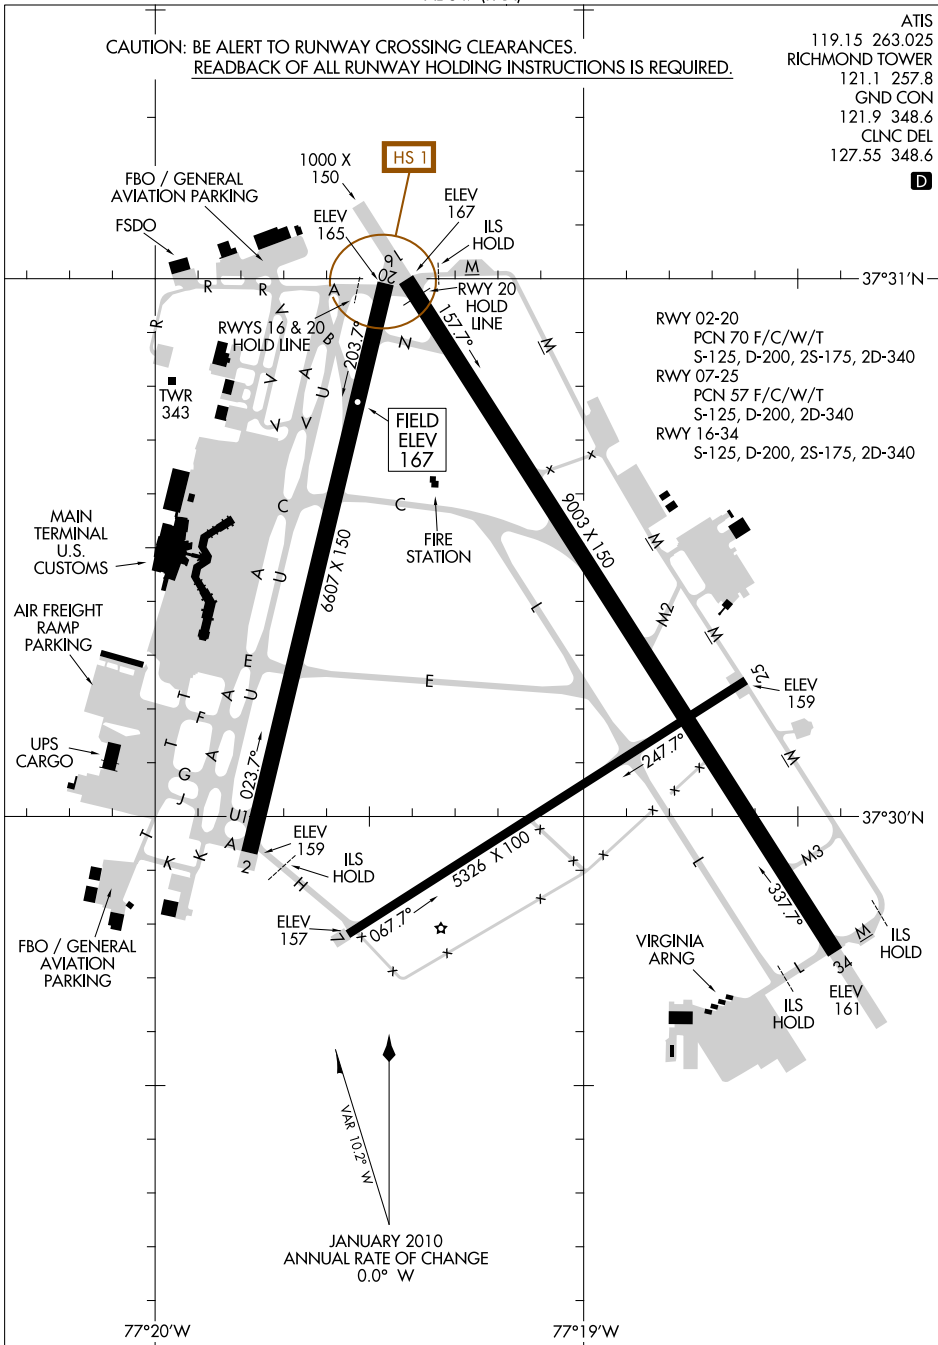 CAUTION: BE ALERT TO RUNWAY CROSSING CLEARANCES.
READBACK OF ALL RUNWAY HOLDING INSTRUCTIONS IS REQUIRED.
ATIS
119.15 263.025
RICHMOND TOWER
121.1 257.8
GND CON
121.9 348.6
CLNC DEL
127.55 348.6
D
HS 1
1000 X
150
FBO / GENERAL
AVIATION PARKING
FSDO
ELEV
165
ELEV
167
ILS
HOLD
16
20
M
37°31'N
RWY 20
HOLD
LINE
RWYS 16 & 20
HOLD LINE
R
R
R
A
V
B
N
M
M
203.7°
157.7°
RWY 02-20
PCN 70 F/C/W/T
S-125, D-200, 2S-175, 2D-340
RWY 07-25
PCN 57 F/C/W/T
S-125, D-200, 2D-340
RWY 16-34
S-125, D-200, 2S-175, 2D-340
TWR
343
V
V
V
A
U
V
FIELD
ELEV
167
C
C
FIRE
STATION
9003 X 150
6607 X 150
MAIN
TERMINAL
U.S.
CUSTOMS
A
U
L
M
M2
M
AIR FREIGHT
RAMP
PARKING
E
E
T
F
A
U
25
ELEV
159
UPS
CARGO
T
G
J
A
023.7°
247.7°
M
37°30'N
U1
T
K
K
A
2
ELEV
159
ILS
HOLD
H
5326 X 100
L
M3
ELEV
157
7
067.7°
337.7°
FBO / GENERAL
AVIATION
PARKING
VIRGINIA
ARNG
M
ILS
HOLD
L
34
ELEV
161
ILS
HOLD
VAR 10.2° W
JANUARY 2010
ANNUAL RATE OF CHANGE
0.0° W
77°20'W
77°19'W